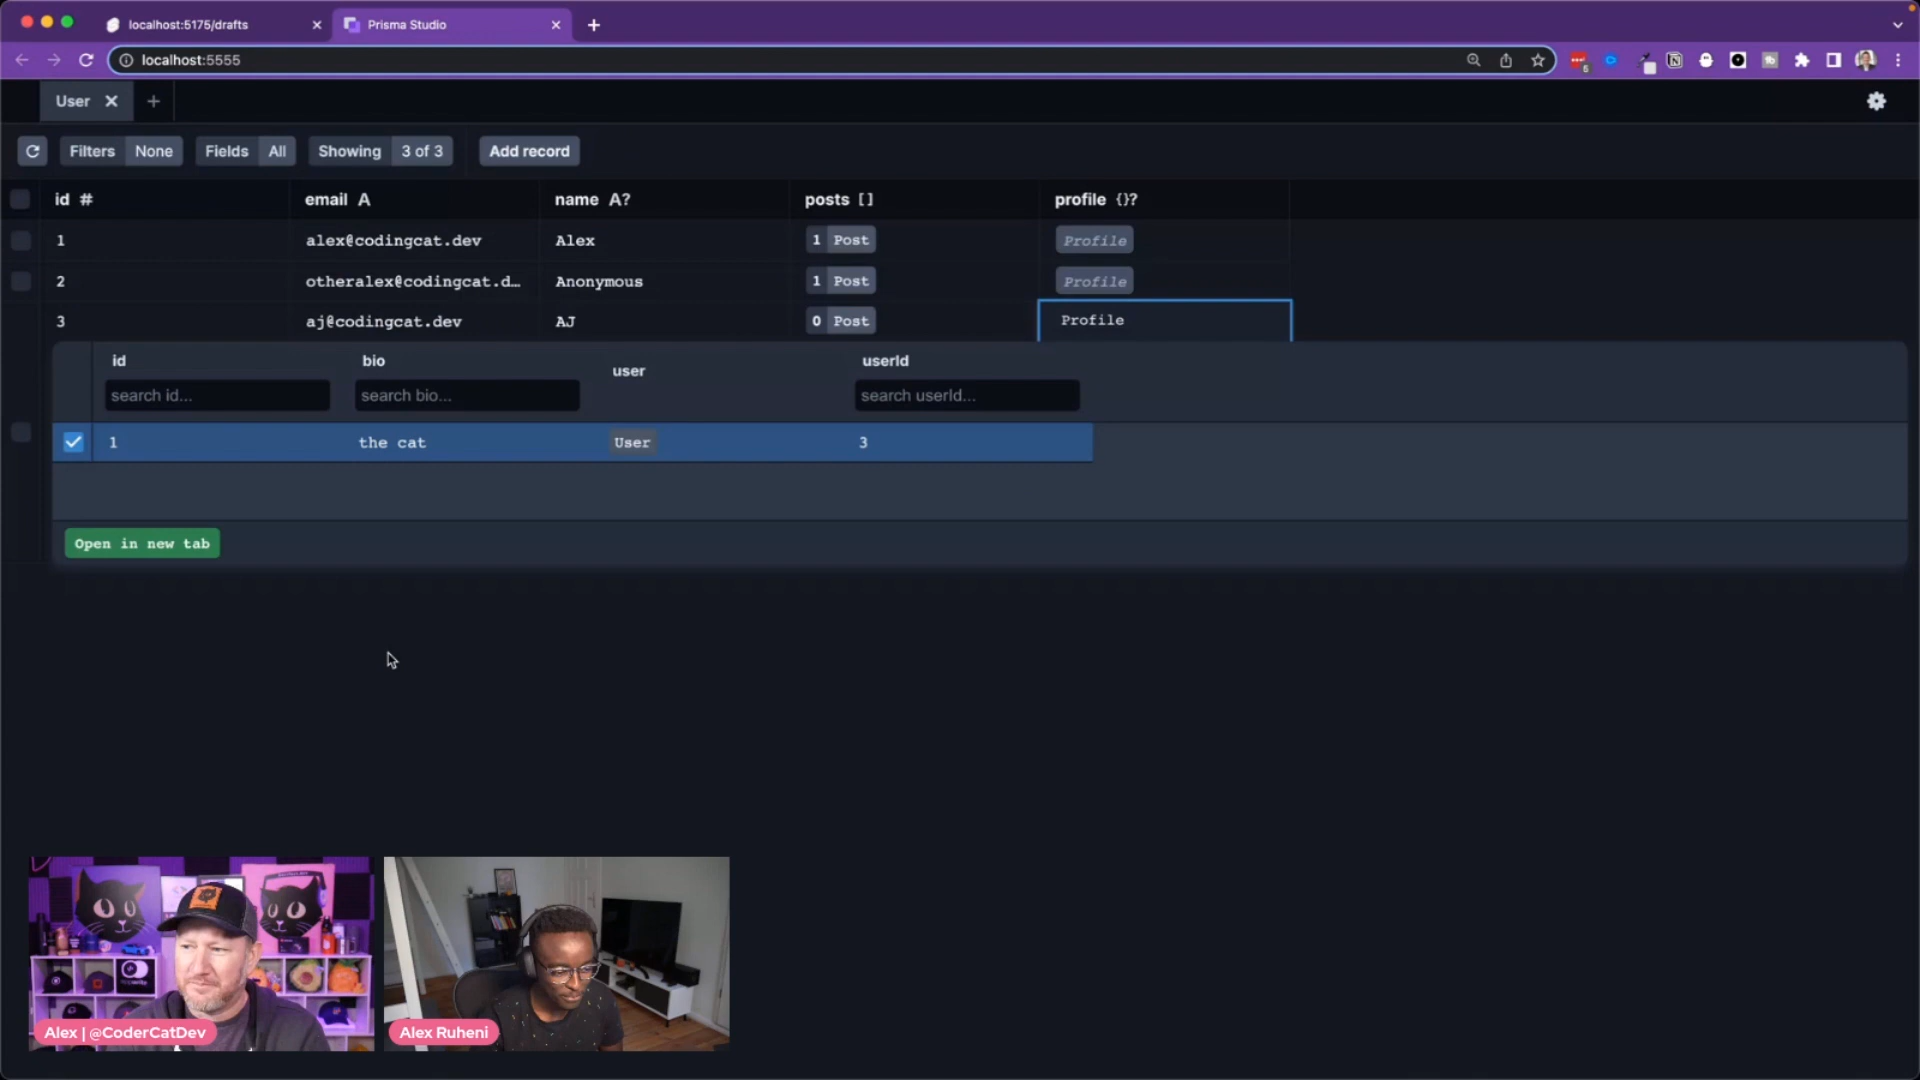 localhost:5175/drafts
Prisma Studio
localhost:5555
User
Filters None Fields All Showing 3 of 3 Add record
id # email A name A? posts [] profile {}?
1 alex@codingcat.dev Alex 1 Post Profile
2 otheralex@codingcat.d… Anonymous 1 Post Profile
3 aj@codingcat.dev AJ 0 Post Profile
id bio user userId
search id... search bio... search userId...
1 the cat User 3
Open in new tab
Alex | @CoderCatDev
Alex Ruheni